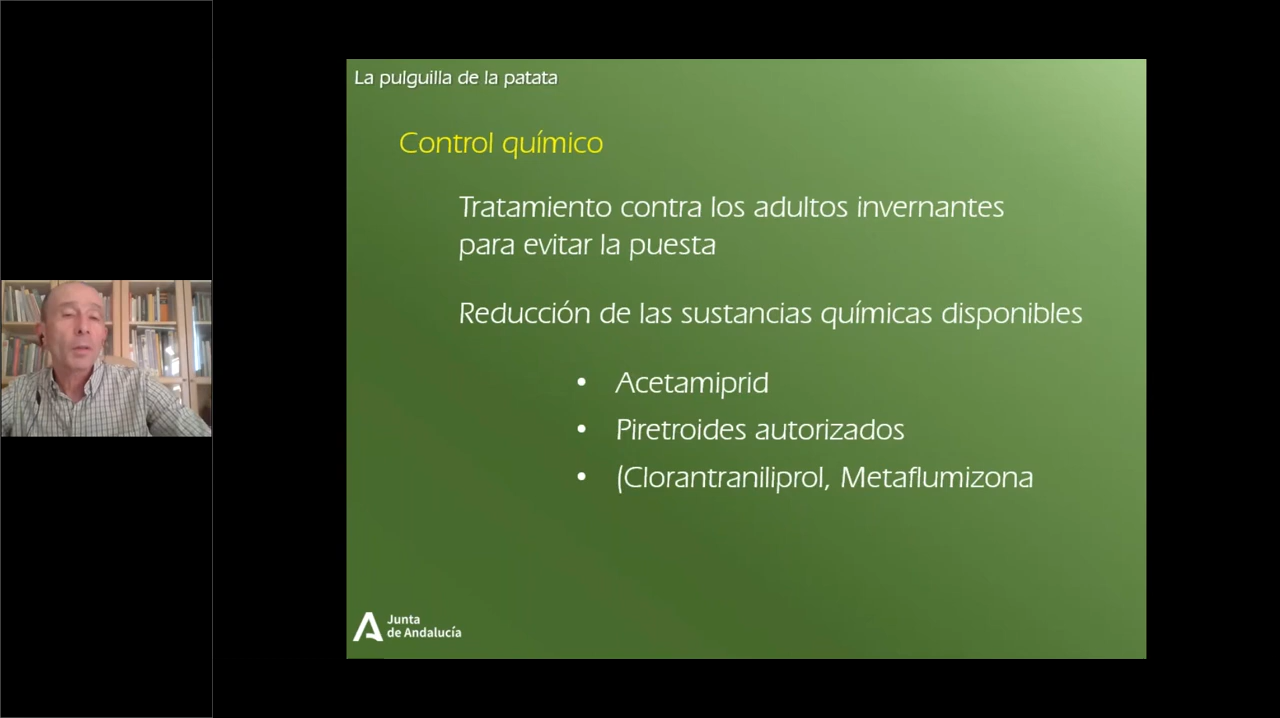 La pulguilla de la patata
Control químico
Tratamiento contra los adultos invernantes
para evitar la puesta
Reducción de las sustancias químicas disponibles
• Acetamiprid
• Piretroides autorizados
• (Clorantraniliprol, Metaflumizona
Junta
de Andalucía